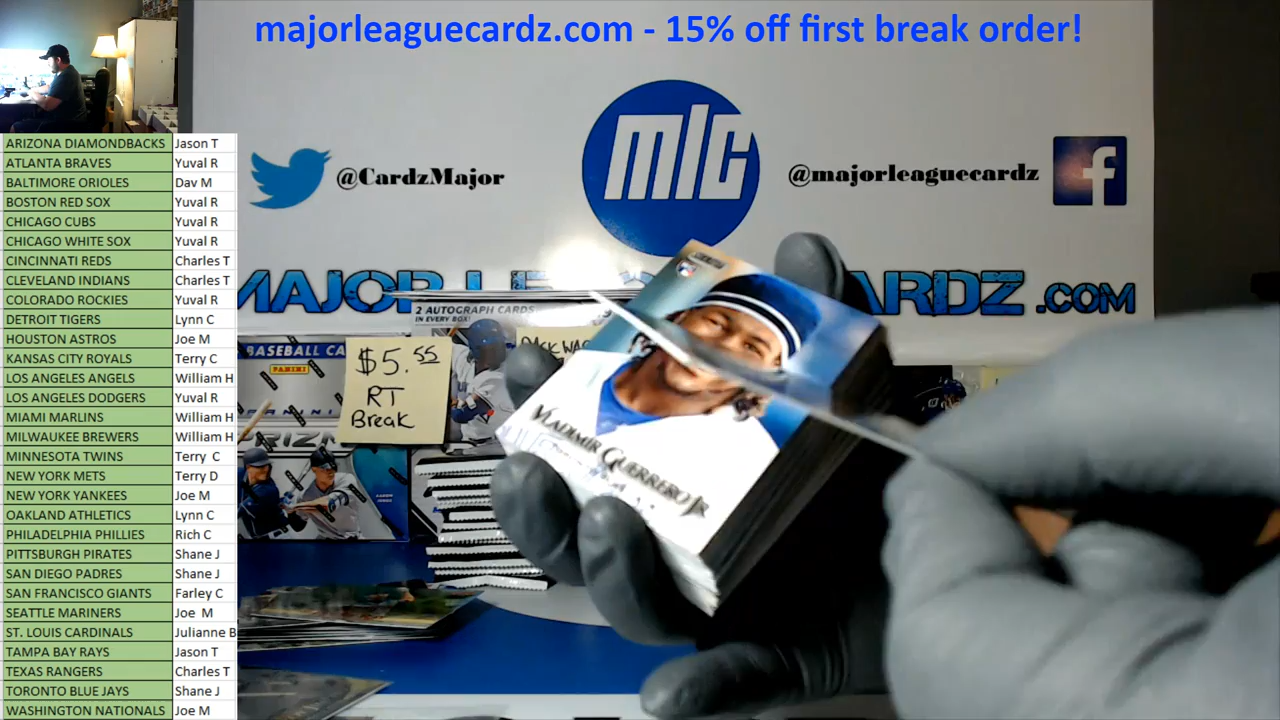 majorleaguecardz.com - 15% off first break order!
@CardzMajor
mlc
@majorleaguecardz
f
.COM
2 AUTOGRAPH CARDS
IN EVERY BOX!
BASEBALL
PANINI
$5.55
RT
Break
VLADIMIR GUERRERO JR
ARIZONA DIAMONDBACKS Jason T
ATLANTA BRAVES Yuval R
BALTIMORE ORIOLES Dav M
BOSTON RED SOX Yuval R
CHICAGO CUBS Yuval R
CHICAGO WHITE SOX Yuval R
CINCINNATI REDS Charles T
CLEVELAND INDIANS Charles T
COLORADO ROCKIES Yuval R
DETROIT TIGERS Lynn C
HOUSTON ASTROS Joe M
KANSAS CITY ROYALS Terry C
LOS ANGELES ANGELS William H
LOS ANGELES DODGERS Yuval R
MIAMI MARLINS William H
MILWAUKEE BREWERS William H
MINNESOTA TWINS Terry C
NEW YORK METS Terry D
NEW YORK YANKEES Joe M
OAKLAND ATHLETICS Lynn C
PHILADELPHIA PHILLIES Rich C
PITTSBURGH PIRATES Shane J
SAN DIEGO PADRES Shane J
SAN FRANCISCO GIANTS Farley C
SEATTLE MARINERS Joe M
ST. LOUIS CARDINALS Julianne B
TAMPA BAY RAYS Jason T
TEXAS RANGERS Charles T
TORONTO BLUE JAYS Shane J
WASHINGTON NATIONALS Joe M